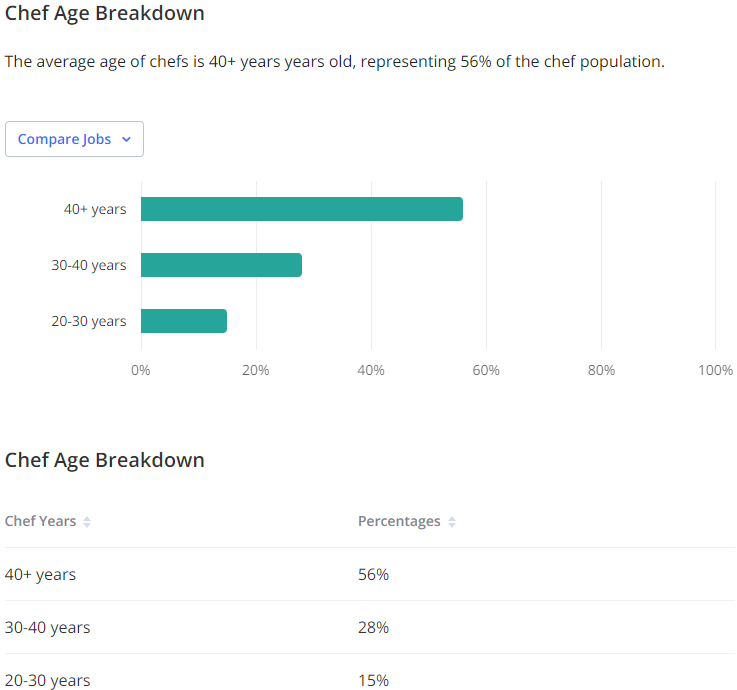 Chef Age Breakdown
The average age of chefs is 40+ years years old, representing 56% of the chef population.
Compare Jobs
40+ years
30-40 years
20-30 years
0% 20% 40% 60% 80% 100%
Chef Age Breakdown
Chef Years Percentages
40+ years 56%
30-40 years 28%
20-30 years 15%